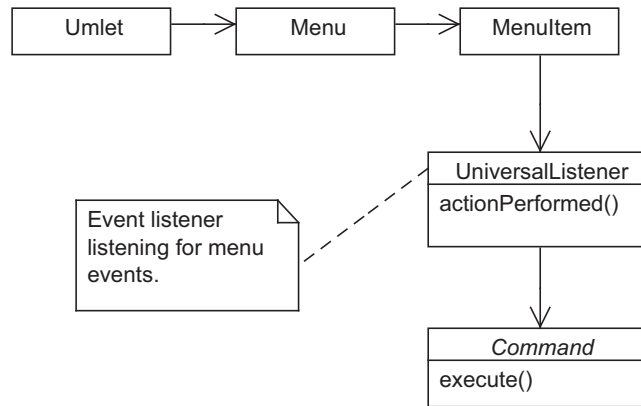 Umlet
Menu
MenuItem
UniversalListener
actionPerformed()
Event listener
listening for menu
events.
Command
execute()